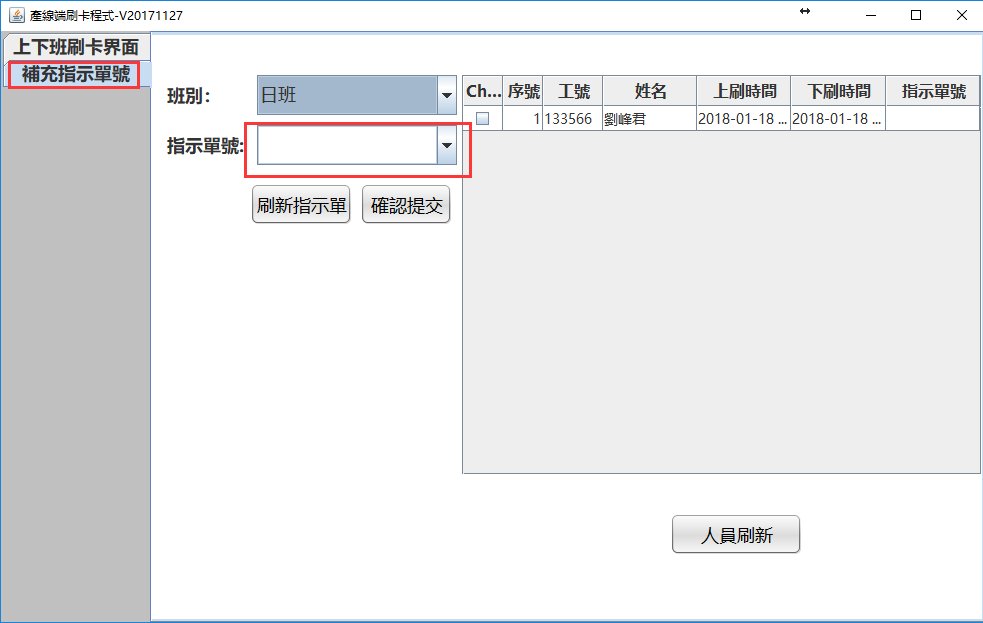 產線端刷卡程式-V20171127
上下班刷卡界面
補充指示單號
班別:
日班
指示單號:
刷新指示單
確認提交
Ch... 序號 工號 姓名 上刷時間 下刷時間 指示單號
1 133566 劉峰君 2018-01-18 ... 2018-01-18 ...
人員刷新